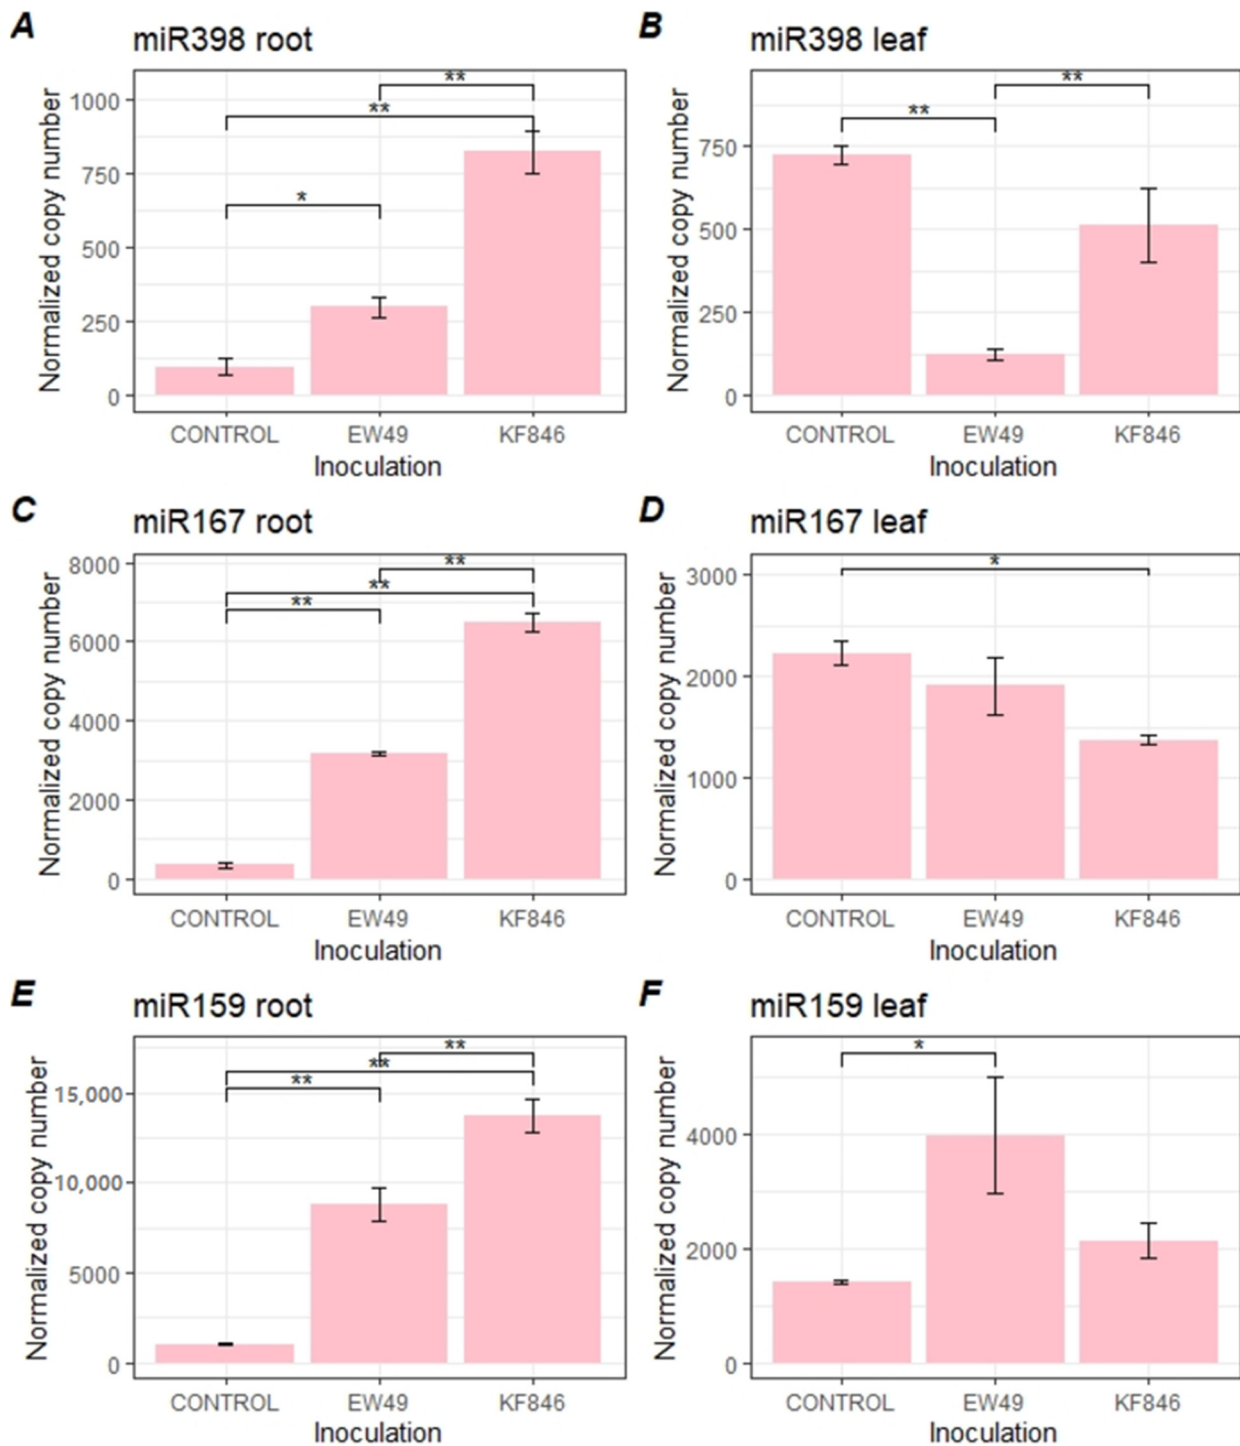 A
miR398 root
Normalized copy number
1000
750
500
250
0
**
**
*
CONTROL EW49 KF846
Inoculation
B
miR398 leaf
Normalized copy number
750
500
250
0
**
**
CONTROL EW49 KF846
Inoculation
C
miR167 root
Normalized copy number
8000
6000
4000
2000
0
**
**
**
CONTROL EW49 KF846
Inoculation
D
miR167 leaf
Normalized copy number
3000
2000
1000
0
*
CONTROL EW49 KF846
Inoculation
E
miR159 root
Normalized copy number
15,000
10,000
5000
0
**
**
**
CONTROL EW49 KF846
Inoculation
F
miR159 leaf
Normalized copy number
4000
2000
0
*
CONTROL EW49 KF846
Inoculation